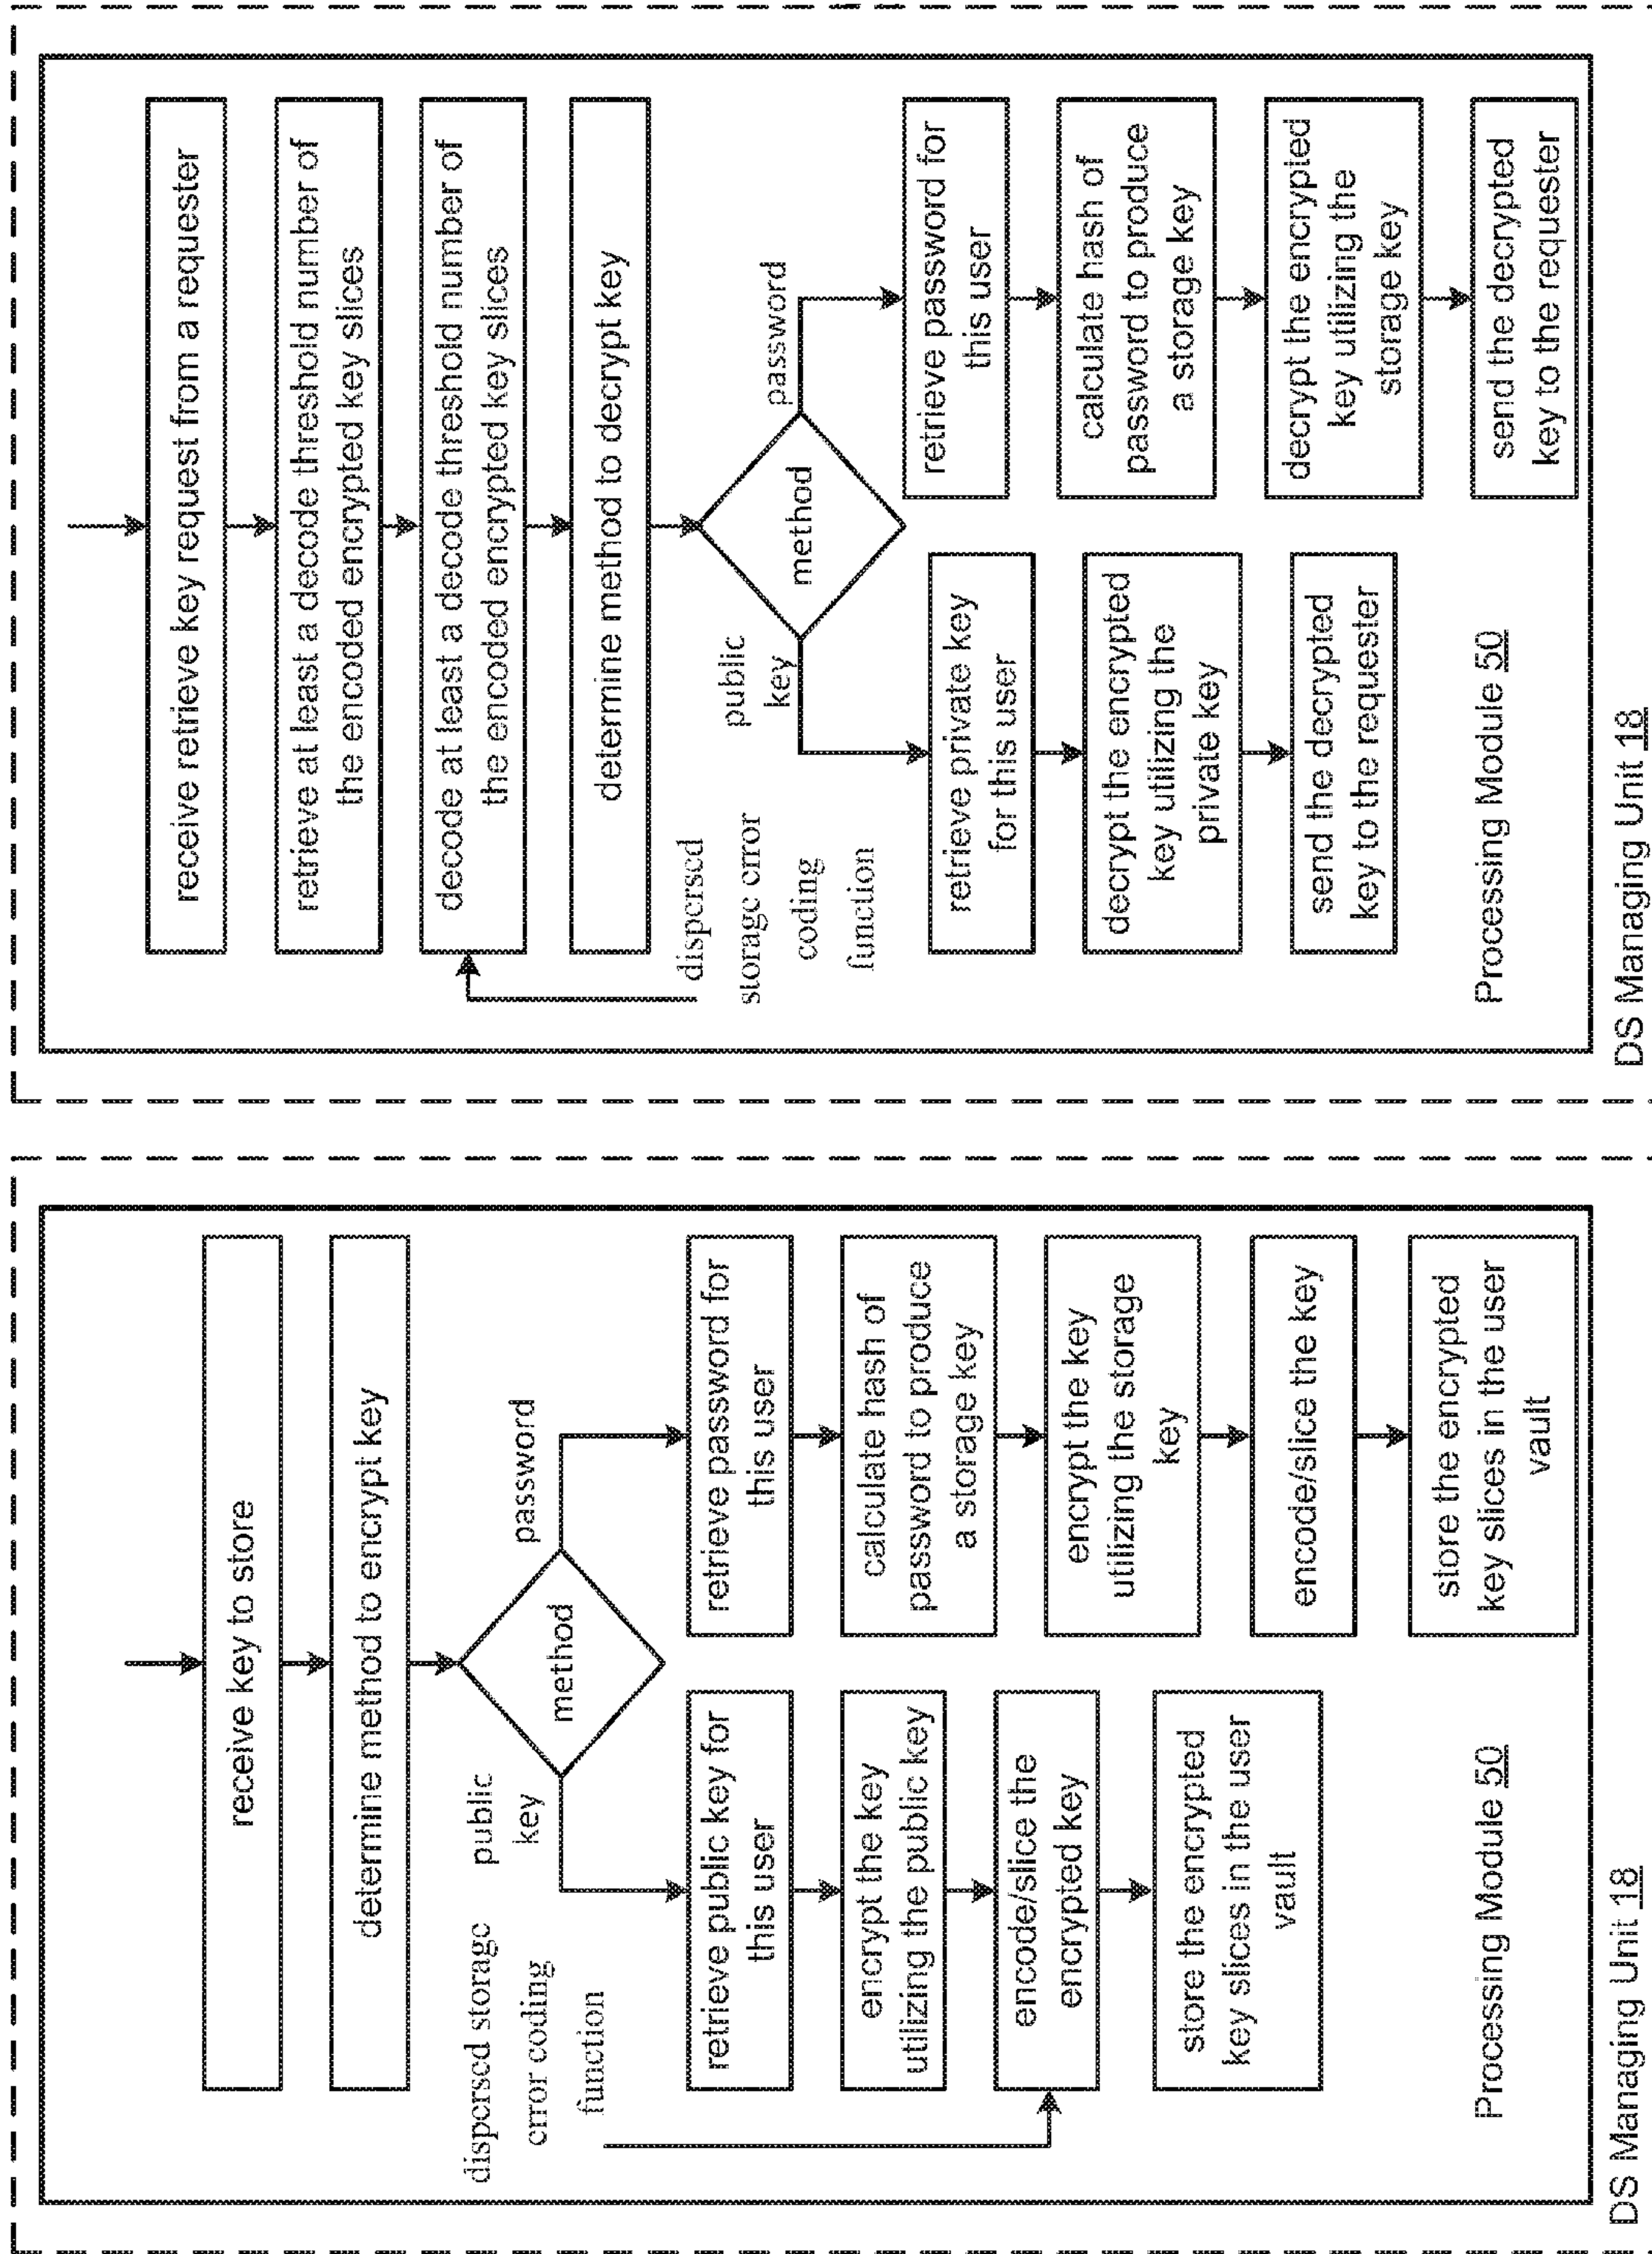 receive key to store
determine method to encrypt key
method
public
key
password
dispersed storage
error coding
function
retrieve public key for
this user
encrypt the key
utilizing the public key
encode/slice the
encrypted key
store the encrypted
key slices in the user
vault
retrieve password for
this user
calculate hash of
password to produce
a storage key
encrypt the key
utilizing the storage
key
encode/slice the key
store the encrypted
key slices in the user
vault
Processing Module 50
DS Managing Unit 18
receive retrieve key request from a requester
retrieve at least a decode threshold number of
the encoded encrypted key slices
decode at least a decode threshold number of
the encoded encrypted key slices
determine method to decrypt key
method
public
key
password
dispersed
storage error
coding
function
retrieve private key
for this user
decrypt the encrypted
key utilizing the
private key
send the decrypted
key to the requester
retrieve password for
this user
calculate hash of
password to produce
a storage key
decrypt the encrypted
key utilizing the
storage key
send the decrypted
key to the requester
Processing Module 50
DS Managing Unit 18